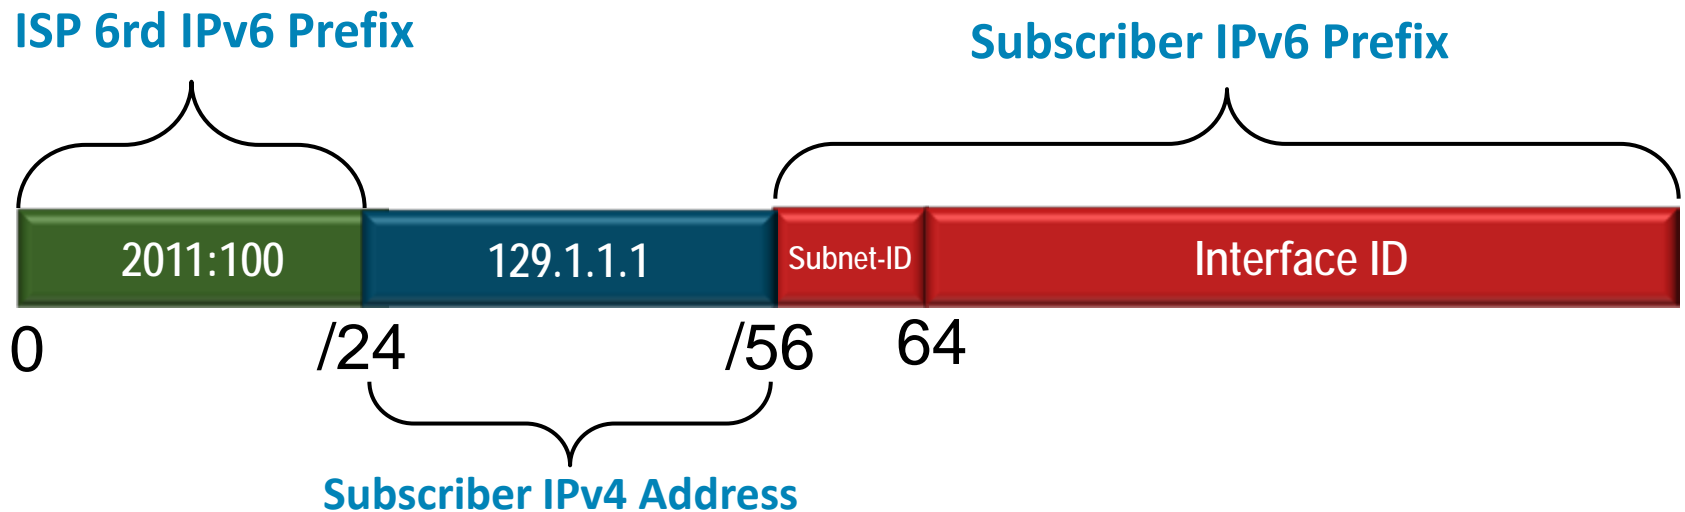 ISP 6rd IPv6 Prefix
Subscriber IPv6 Prefix
2011:100
129.1.1.1
Subnet-ID
Interface ID
0
/24
/56
64
Subscriber IPv4 Address